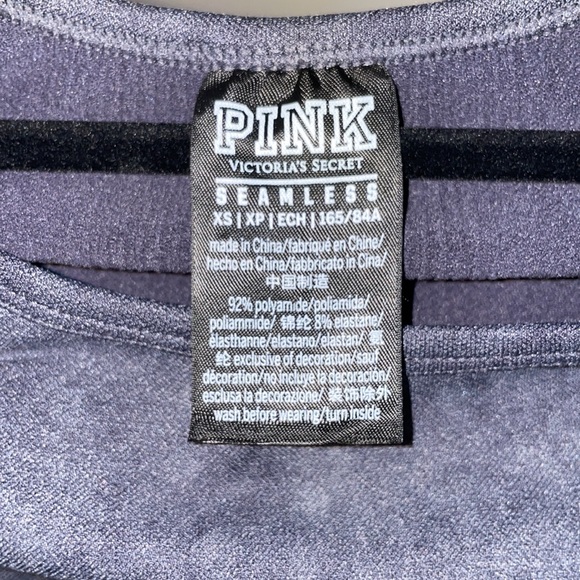 PINK
VICTORIA'S SECRET
SEAMLESS
XS | XP | ECH | 165/84A
made in China/fabriqué en Chine/
hecho en China/fabbricato in Cina/
中国制造
92% polyamide/poliamida/
poliammide/ 锦纶 8% elastane/
élasthanne/elastano/elastan/ 氨
纶 exclusive of decoration/sauf
décoration/no incluye la decoración/
esclusa la decorazione/ 装饰除外
wash before wearing/turn inside